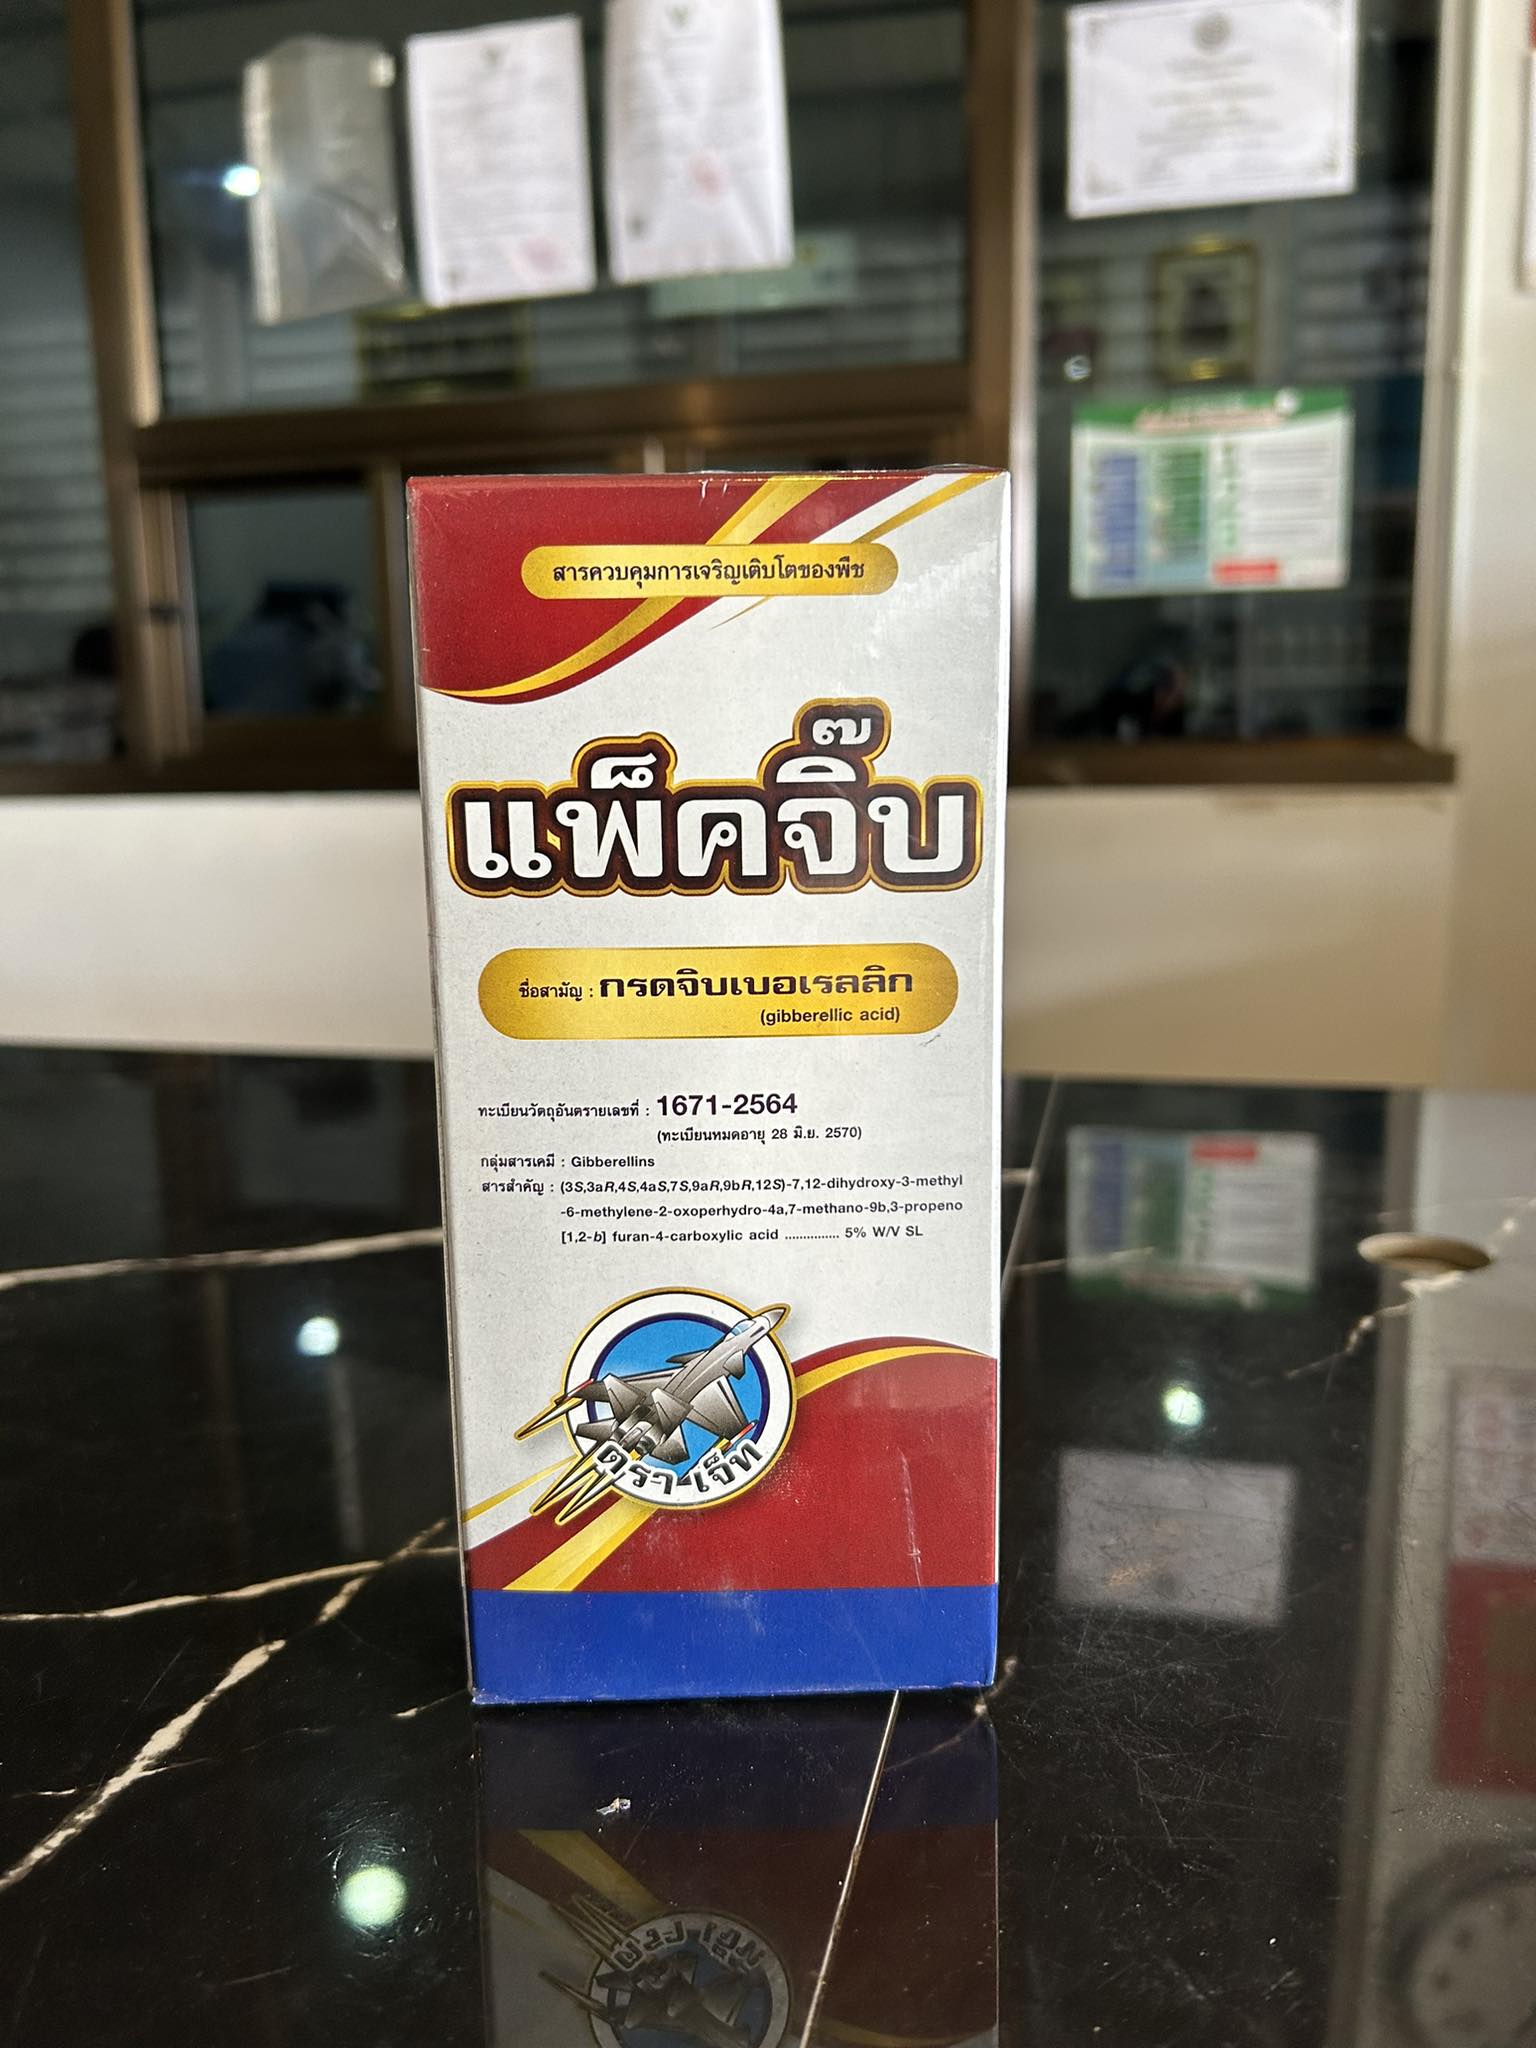 สารควบคุมการเจริญเติบโตของพืช
แพ็คจิ๊บ
ชื่อสามัญ : กรดจิบเบอเรลลิก
(gibberellic acid)
ทะเบียนวัตถุอันตรายเลขที่ : 1671-2564
(ทะเบียนหมดอายุ 28 มิ.ย. 2570)
กลุ่มสารเคมี : Gibberellins
สารสำคัญ : (3S,3aR,4S,4aS,7S,9aR,9bR,12S)-7,12-dihydroxy-3-methyl
-6-methylene-2-oxoperhydro-4a,7-methano-9b,3-propeno
[1,2-b] furan-4-carboxylic acid ............... 5% W/V SL
ตรา เจ็ท